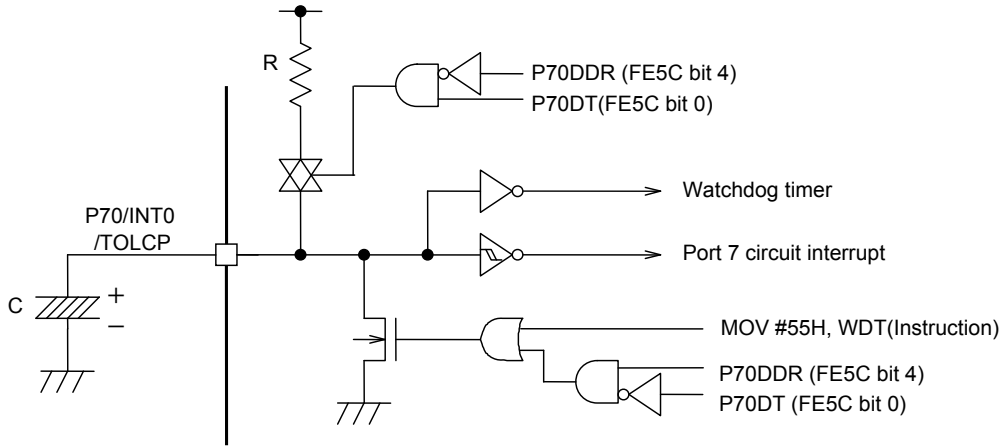 R
P70DDR (FE5C bit 4)
P70DT(FE5C bit 0)
Watchdog timer
P70/INT0
/TOLCP
Port 7 circuit interrupt
C
+
−
MOV #55H, WDT(Instruction)
P70DDR (FE5C bit 4)
P70DT (FE5C bit 0)